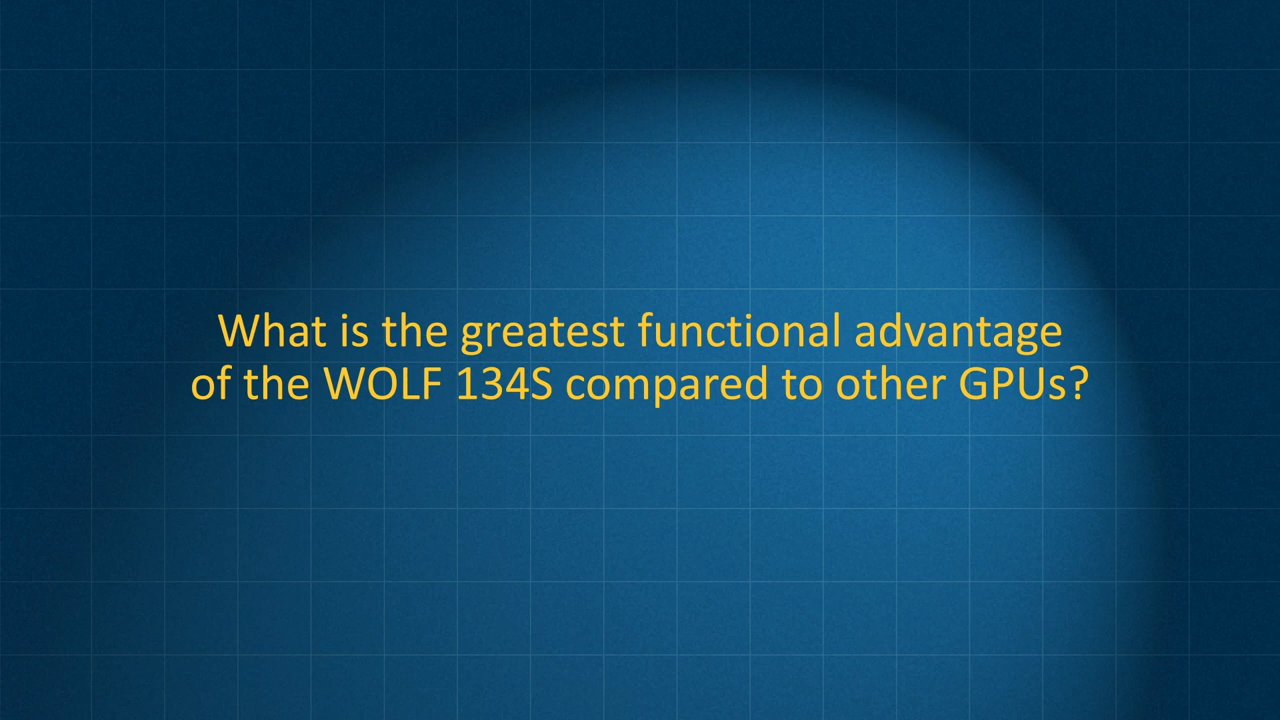 What is the greatest functional advantage
of the WOLF 134S compared to other GPUs?